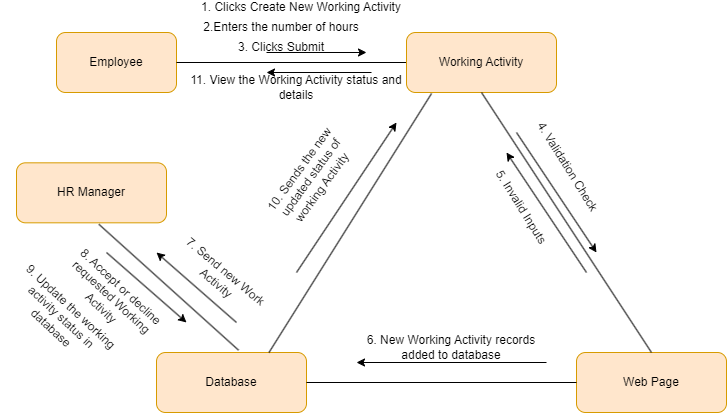 1. Clicks Create New Working Activity
2.Enters the number of hours
3. Clicks Submit
Employee
Working Activity
11. View the Working Activity status and
details
4. Validation Check
5. Invalid Inputs
10. Sends the new
updated status of
working Activity
HR Manager
7. Send new Work
Activity
8. Accept or decline
requested Working
Activity
9. Update the working
activity status in
database
6. New Working Activity records
added to database
Database
Web Page